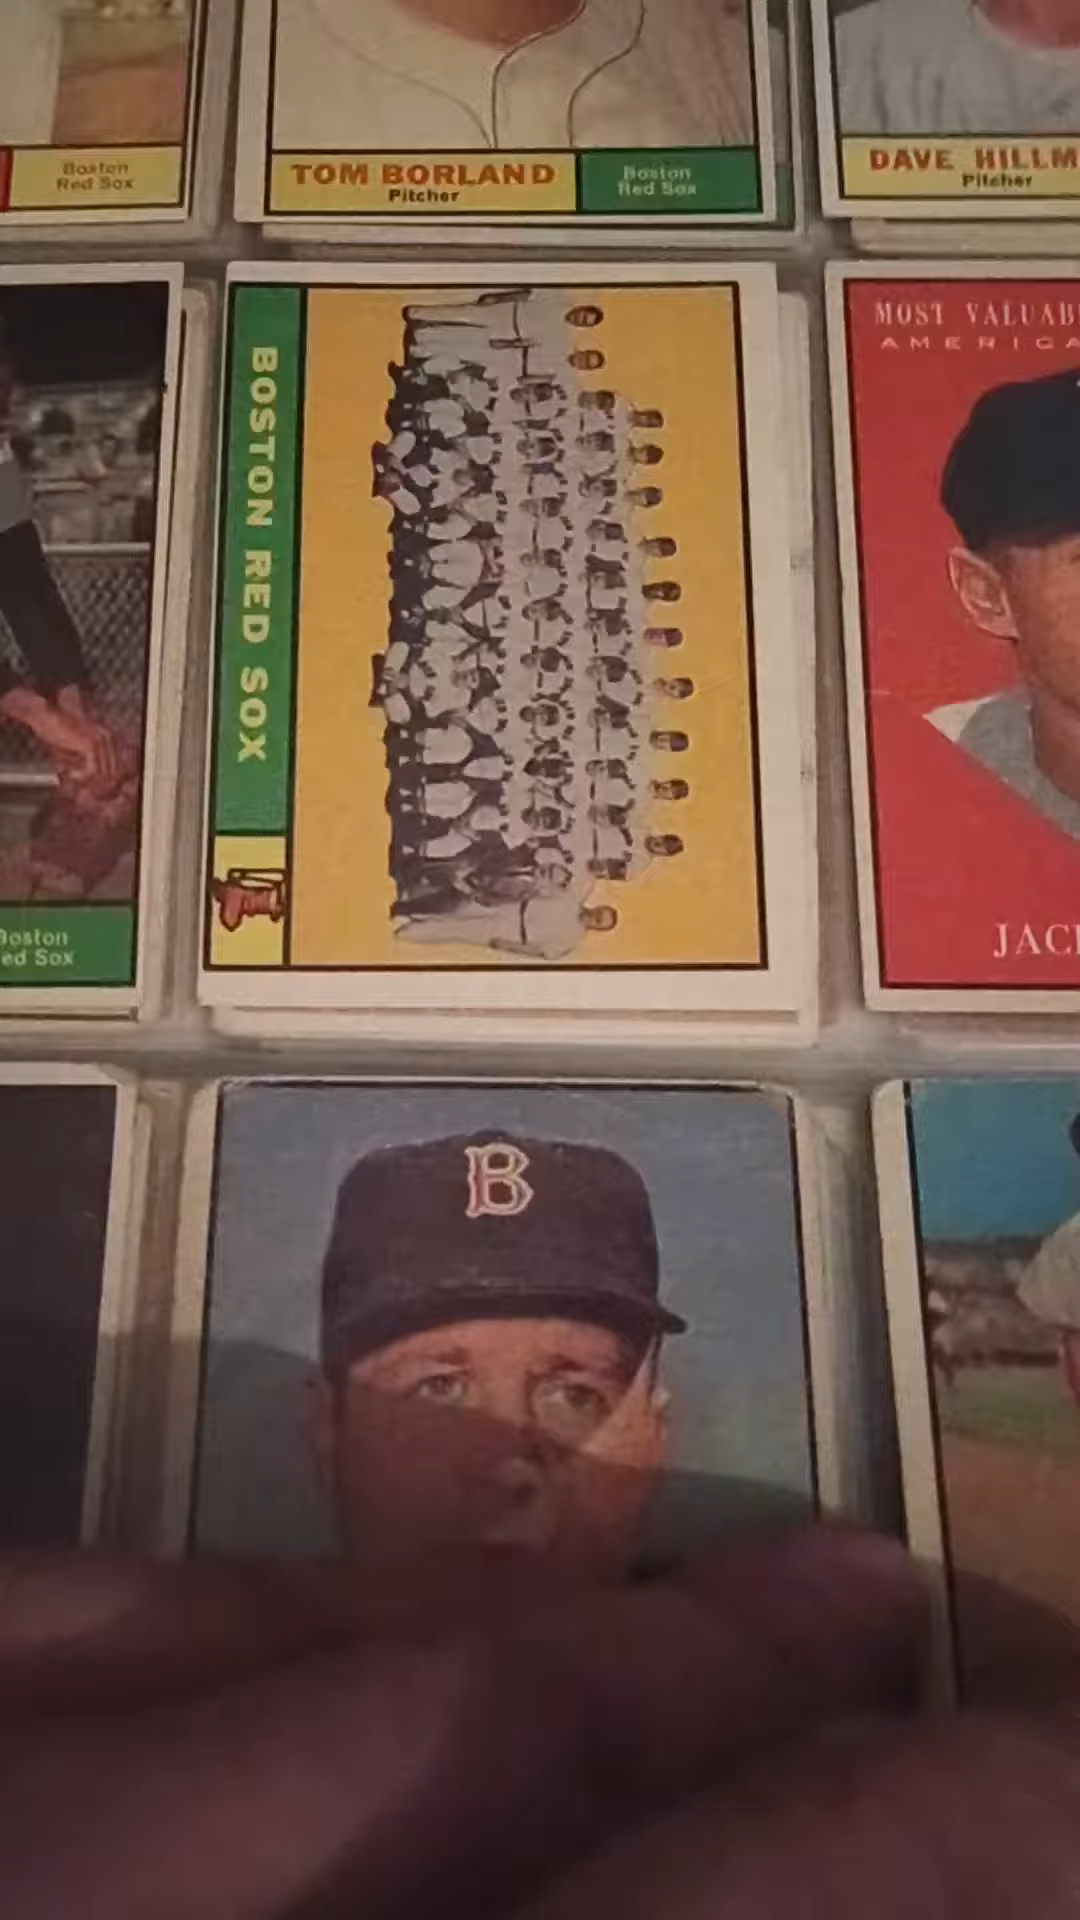 Boston
Red Sox
TOM BORLAND
Pitcher
Boston
Red Sox
DAVE HILLM
Pitcher
BOSTON RED SOX
MOST VALUAB
AMERICA
JAC
Boston
ed Sox
B